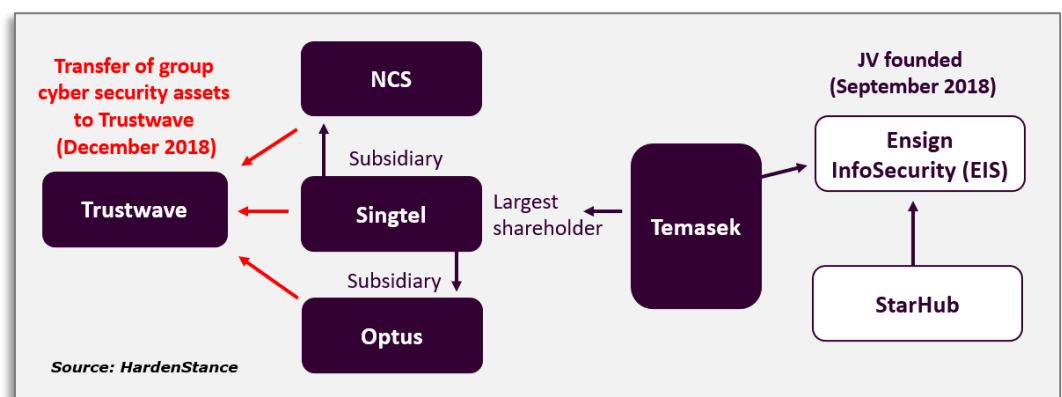 Transfer of group
cyber security assets
to Trustwave
(December 2018)
Trustwave
NCS
Subsidiary
Singtel
Subsidiary
Optus
Largest
shareholder
Temasek
JV founded
(September 2018)
Ensign
InfoSecurity (EIS)
StarHub
Source: HardenStance